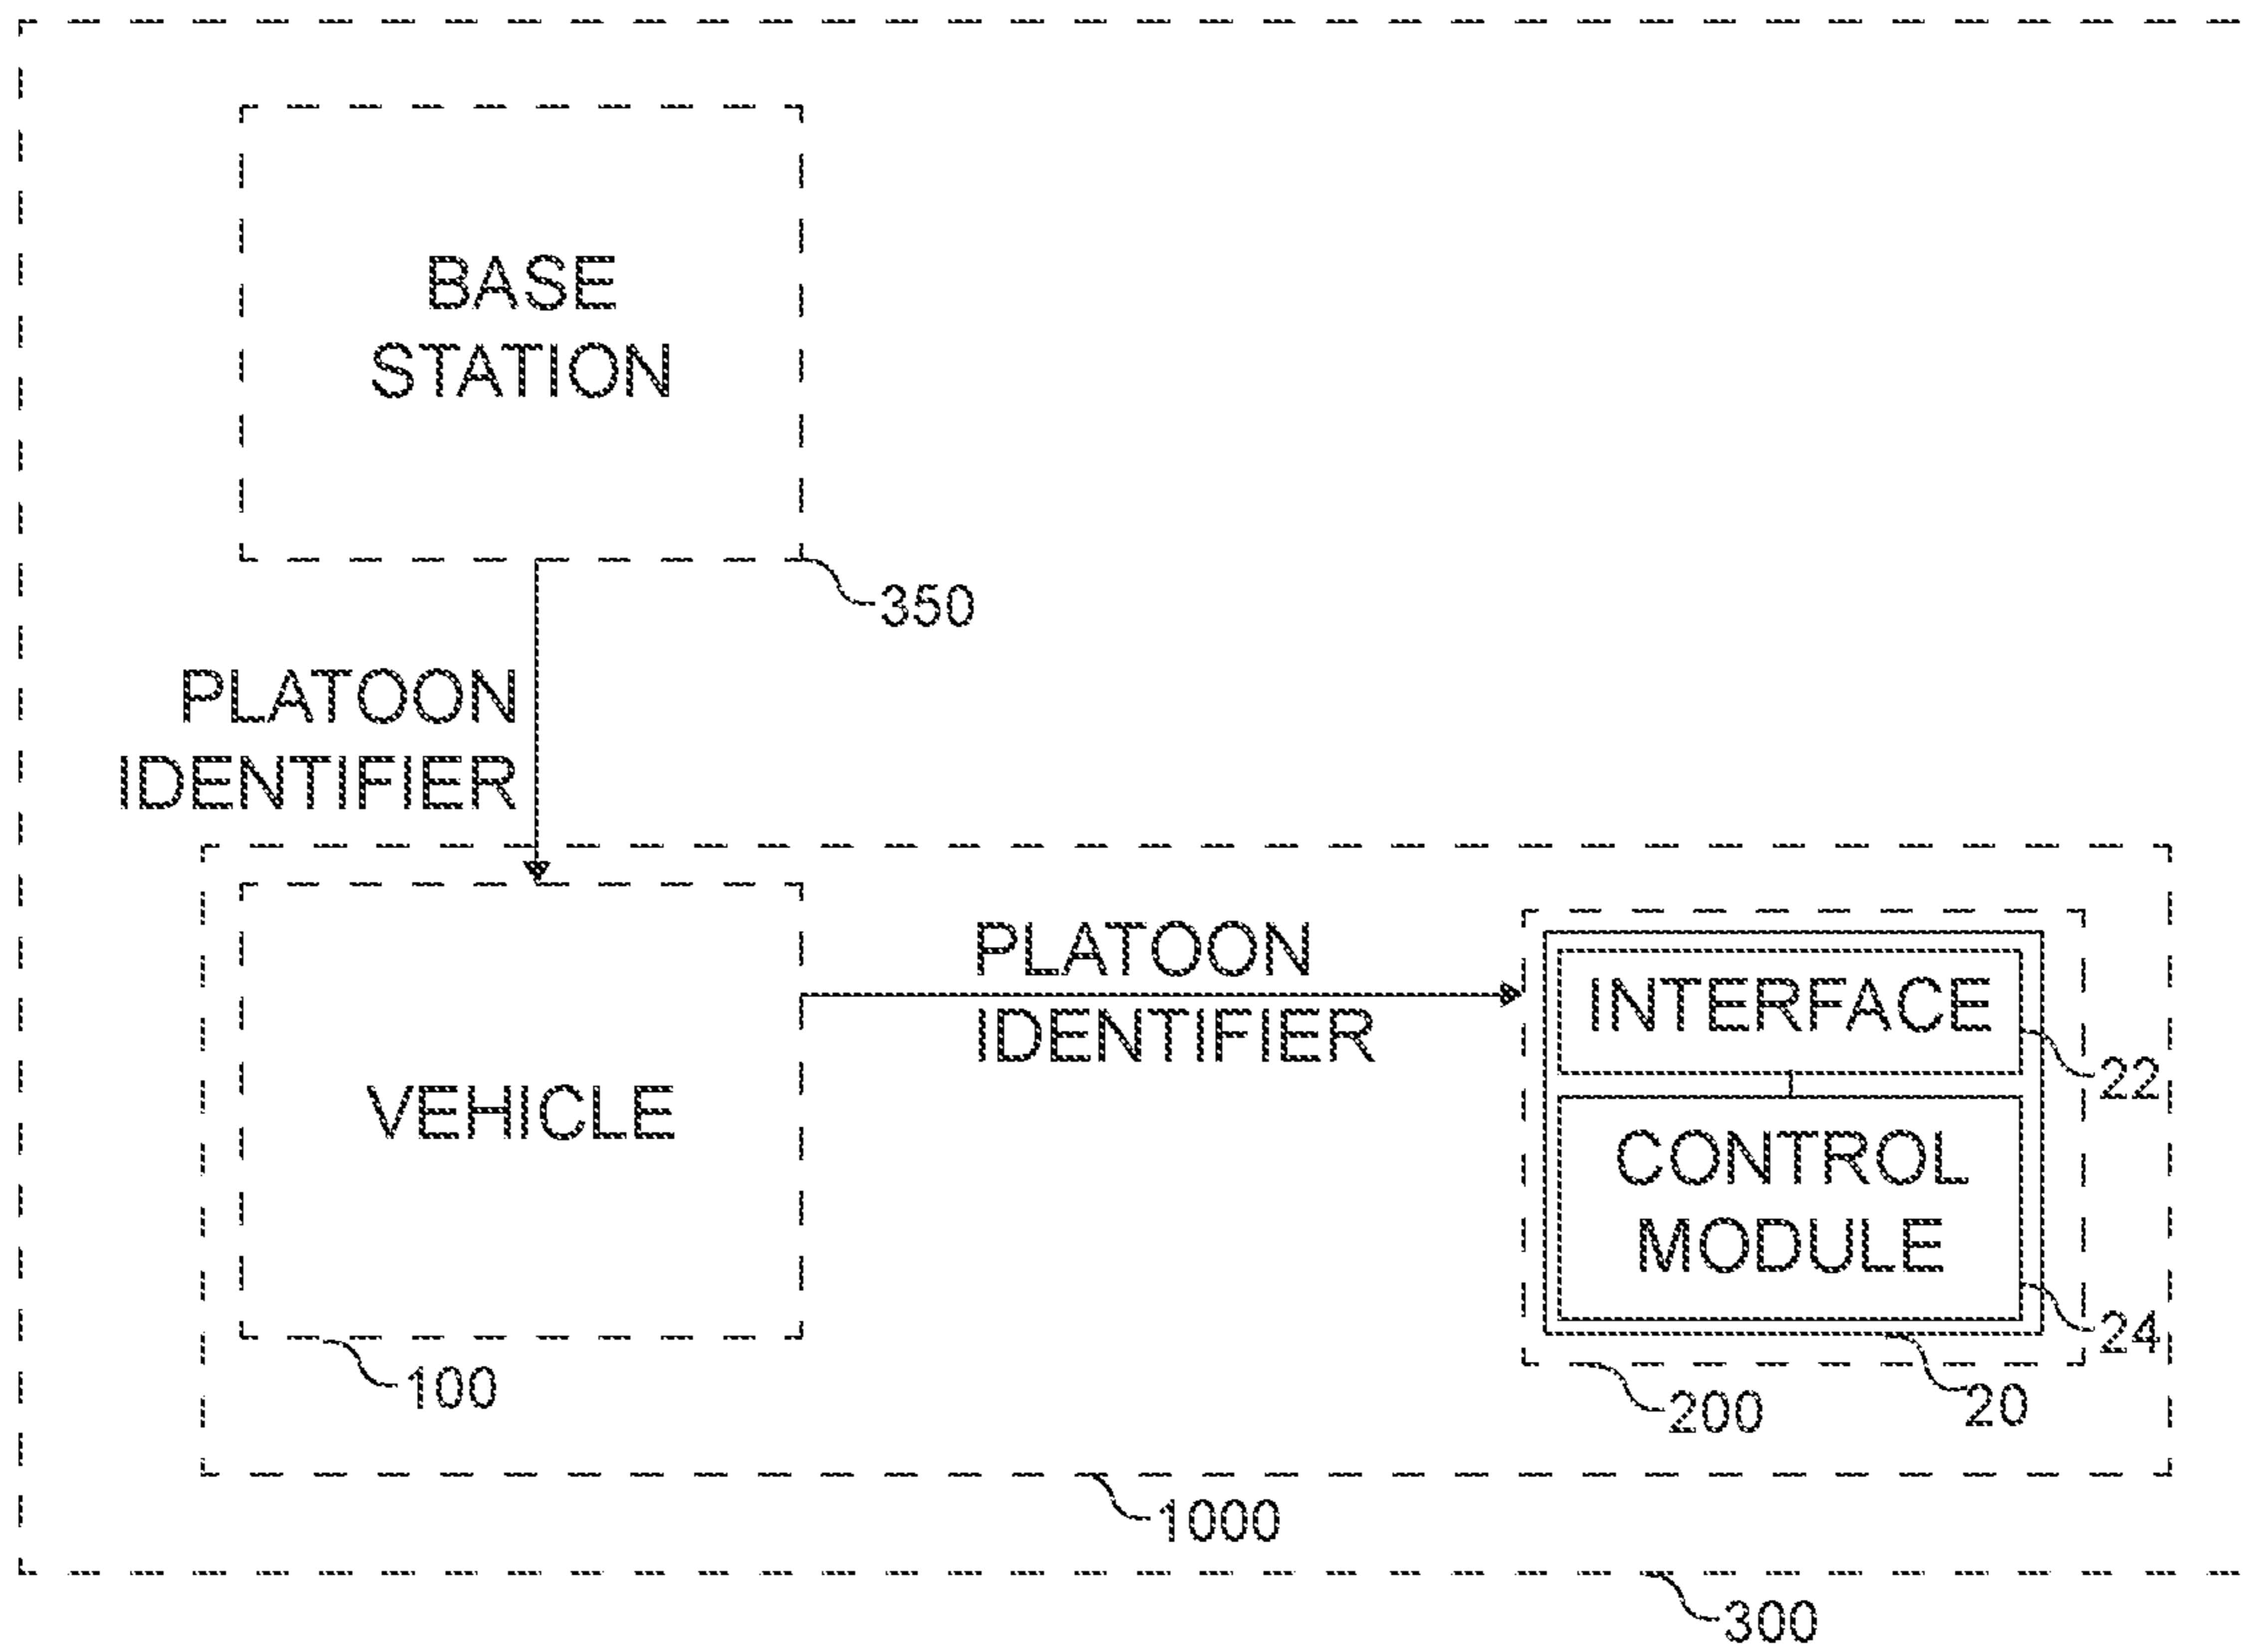 BASE
STATION
350
PLATOON
IDENTIFIER
VEHICLE
100
PLATOON
IDENTIFIER
INTERFACE
22
CONTROL
MODULE
24
20
200
1000
300